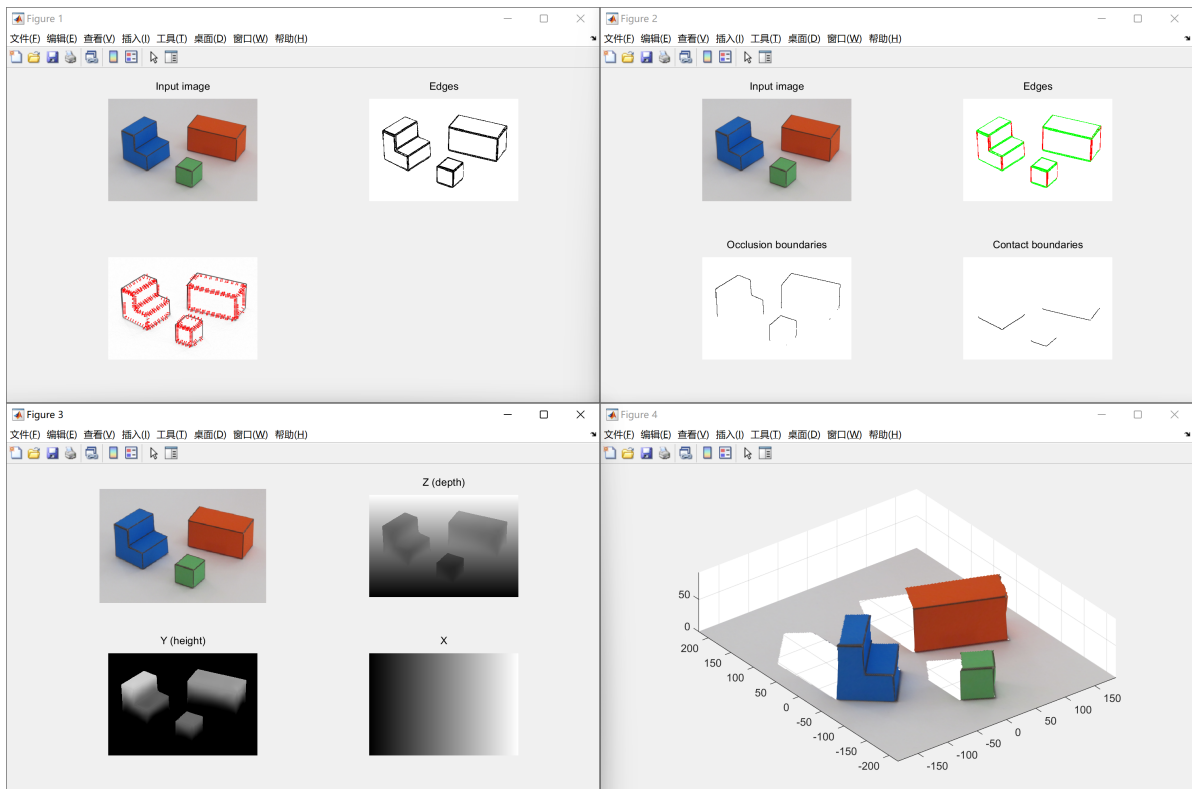 Figure 1
文件(F) 编辑(E) 查看(V) 插入(I) 工具(T) 桌面(D) 窗口(W) 帮助(H)
Input image
Edges
Figure 2
文件(F) 编辑(E) 查看(V) 插入(I) 工具(T) 桌面(D) 窗口(W) 帮助(H)
Input image
Edges
Occlusion boundaries
Contact boundaries
Figure 3
文件(F) 编辑(E) 查看(V) 插入(I) 工具(T) 桌面(D) 窗口(W) 帮助(H)
Z (depth)
Y (height)
X
Figure 4
文件(F) 编辑(E) 查看(V) 插入(I) 工具(T) 桌面(D) 窗口(W) 帮助(H)
50
0
200
150
100
50
0
-50
-100
-150
-200
-150
-100
-50
0
50
100
150